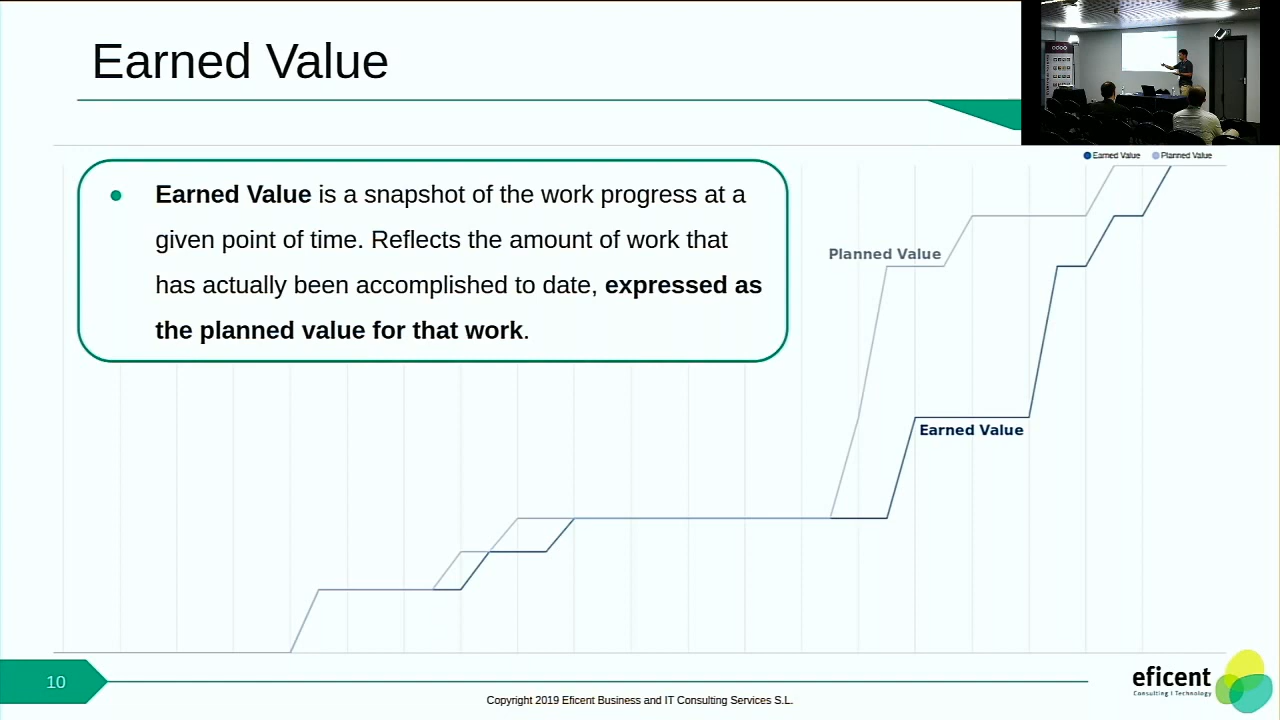 Earned Value
Earned Value Planned Value
Earned Value is a snapshot of the work progress at a
given point of time. Reflects the amount of work that
has actually been accomplished to date, expressed as
the planned value for that work.
Planned Value
Earned Value
10
eficent
Consulting | Technology
Copyright 2019 Eficent Business and IT Consulting Services S.L.